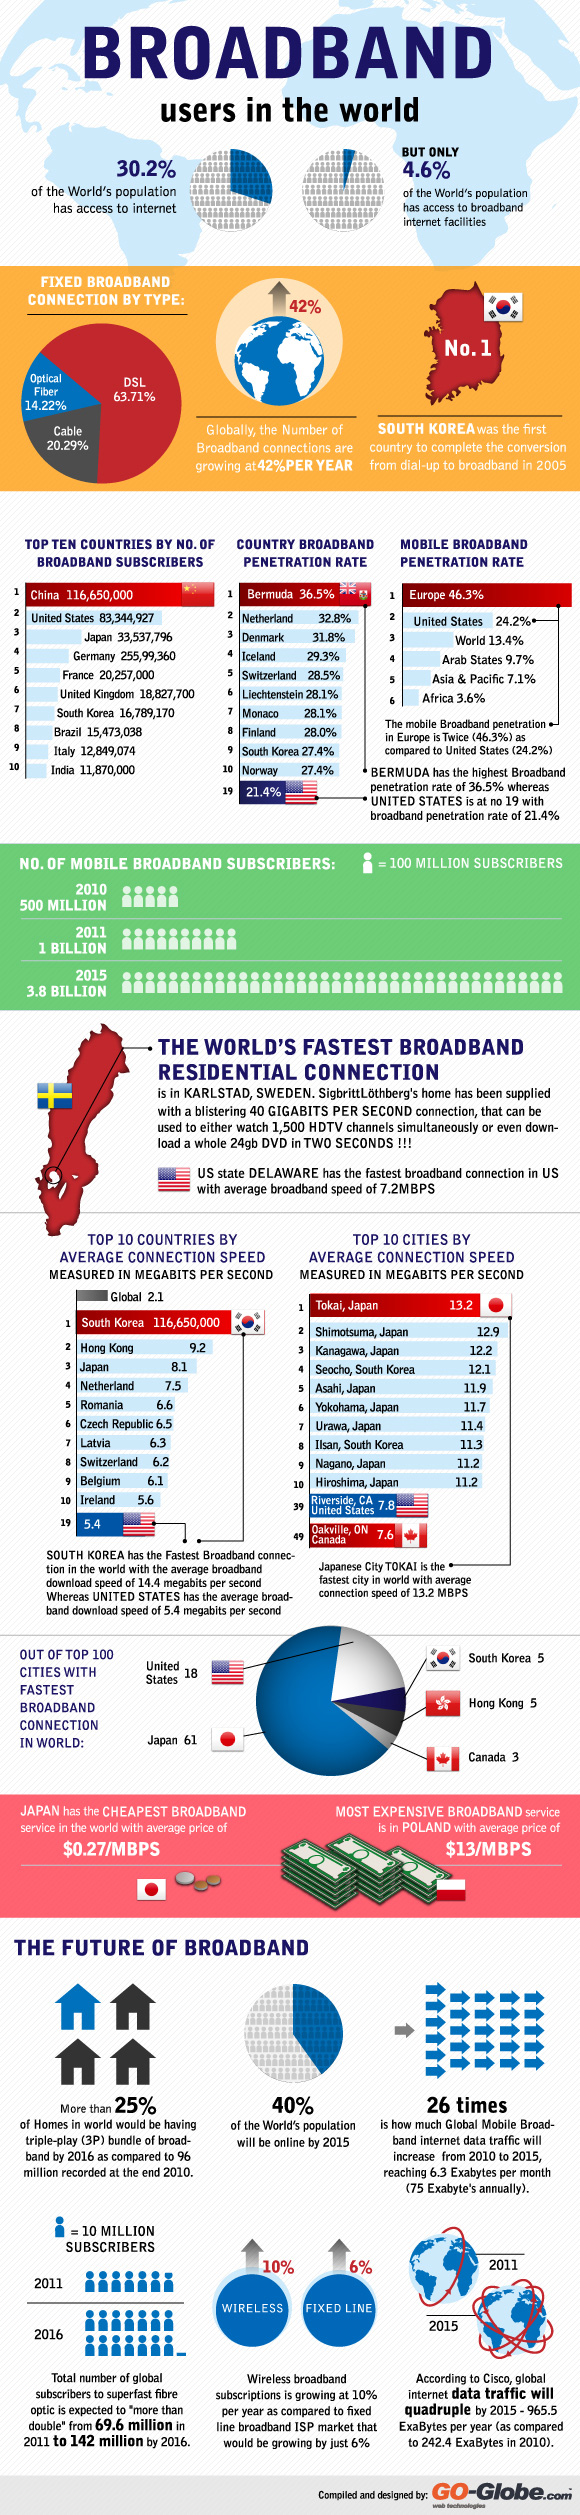 BROADBAND
users in the world
30.2%
of the World's population
has access to internet
BUT ONLY
4.6%
of the World's population
has access to broadband
internet facilities
FIXED BROADBAND
CONNECTION BY TYPE:
DSL
63.71%
Optical
Fiber
14.22%
Cable
20.29%
42%
Globally, the Number of
Broadband connections are
growing at 42% PER YEAR
No. 1
SOUTH KOREA was the first
country to complete the conversion
from dial-up to broadband in 2005
TOP TEN COUNTRIES BY NO. OF
BROADBAND SUBSCRIBERS
1 China 116,650,000
2 United States 83,344,927
3 Japan 33,537,796
4 Germany 255,99,360
5 France 20,257,000
6 United Kingdom 18,827,700
7 South Korea 16,789,170
8 Brazil 15,473,038
9 Italy 12,849,074
10 India 11,870,000
COUNTRY BROADBAND
PENETRATION RATE
1 Bermuda 36.5%
2 Netherland 32.8%
3 Denmark 31.8%
4 Iceland 29.3%
5 Switzerland 28.5%
6 Liechtenstein 28.1%
7 Monaco 28.1%
8 Finland 28.0%
9 South Korea 27.4%
10 Norway 27.4%
19 21.4%
MOBILE BROADBAND
PENETRATION RATE
1 Europe 46.3%
2 United States 24.2%
3 World 13.4%
4 Arab States 9.7%
5 Asia & Pacific 7.1%
6 Africa 3.6%
The mobile Broadband penetration
in Europe is Twice (46.3%) as
compared to United States (24.2%)
BERMUDA has the highest Broadband
penetration rate of 36.5% whereas
UNITED STATES is at no 19 with
broadband penetration rate of 21.4%
NO. OF MOBILE BROADBAND SUBSCRIBERS:
= 100 MILLION SUBSCRIBERS
2010
500 MILLION
2011
1 BILLION
2015
3.8 BILLION
THE WORLD'S FASTEST BROADBAND
RESIDENTIAL CONNECTION
is in KARLSTAD, SWEDEN. SigbrittLöthberg's home has been supplied
with a blistering 40 GIGABITS PER SECOND connection, that can be
used to either watch 1,500 HDTV channels simultaneously or even down-
load a whole 24gb DVD in TWO SECONDS !!!
US state DELAWARE has the fastest broadband connection in US
with average broadband speed of 7.2MBPS
TOP 10 COUNTRIES BY
AVERAGE CONNECTION SPEED
MEASURED IN MEGABITS PER SECOND
Global 2.1
1 South Korea 116,650,000
2 Hong Kong 9.2
3 Japan 8.1
4 Netherland 7.5
5 Romania 6.6
6 Czech Republic 6.5
7 Latvia 6.3
8 Switzerland 6.2
9 Belgium 6.1
10 Ireland 5.6
19 5.4
SOUTH KOREA has the Fastest Broadband connec-
tion in the world with the average broadband
download speed of 14.4 megabits per second
Whereas UNITED STATES has the average broad-
band download speed of 5.4 megabits per second
TOP 10 CITIES BY
AVERAGE CONNECTION SPEED
MEASURED IN MEGABITS PER SECOND
1 Tokai, Japan 13.2
2 Shimotsuma, Japan 12.9
3 Kanagawa, Japan 12.2
4 Seocho, South Korea 12.1
5 Asahi, Japan 11.9
6 Yokohama, Japan 11.7
7 Urawa, Japan 11.4
8 Ilsan, South Korea 11.3
9 Nagano, Japan 11.2
10 Hiroshima, Japan 11.2
39 Riverside, CA
United States 7.8
49 Oakville, ON
Canada 7.6
Japanese City TOKAI is the
fastest city in world with average
connection speed of 13.2 MBPS
OUT OF TOP 100
CITIES WITH
FASTEST
BROADBAND
CONNECTION
IN WORLD:
United
States 18
Japan 61
South Korea 5
Hong Kong 5
Canada 3
JAPAN has the CHEAPEST BROADBAND
service in the world with average price of
$0.27/MBPS
MOST EXPENSIVE BROADBAND service
is in POLAND with average price of
$13/MBPS
THE FUTURE OF BROADBAND
More than 25%
of Homes in world would be having
triple-play (3P) bundle of broad-
band by 2016 as compared to 96
million recorded at the end 2010.
40%
of the World's population
will be online by 2015
26 times
is how much Global Mobile Broad-
band internet data traffic will
increase from 2010 to 2015,
reaching 6.3 Exabytes per month
(75 Exabyte's annually).
= 10 MILLION
SUBSCRIBERS
2011
2016
Total number of global
subscribers to superfast fibre
optic is expected to "more than
double" from 69.6 million in
2011 to 142 million by 2016.
10%
WIRELESS
6%
FIXED LINE
Wireless broadband
subscriptions is growing at 10%
per year as compared to fixed
line broadband ISP market that
would be growing by just 6%
2011
2015
According to Cisco, global
internet data traffic will
quadruple by 2015 - 965.5
ExaBytes per year (as compared
to 242.4 ExaBytes in 2010).
Compiled and designed by: GO-Globe.com
web technologies